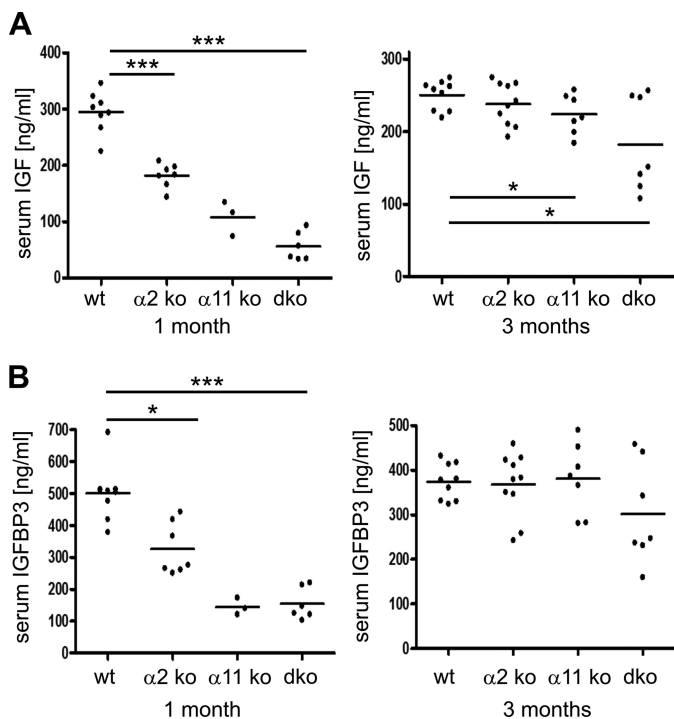 A
serum IGF [ng/ml]
400
300
200
100
0
***
***
wt α2 ko α11 ko dko
1 month
serum IGF [ng/ml]
300
200
100
0
*
*
wt α2 ko α11 ko dko
3 months
B
serum IGFBP3 [ng/ml]
700
600
500
400
300
200
100
0
***
*
wt α2 ko α11 ko dko
1 month
serum IGFBP3 [ng/ml]
500
400
300
200
100
0
wt α2 ko α11 ko dko
3 months